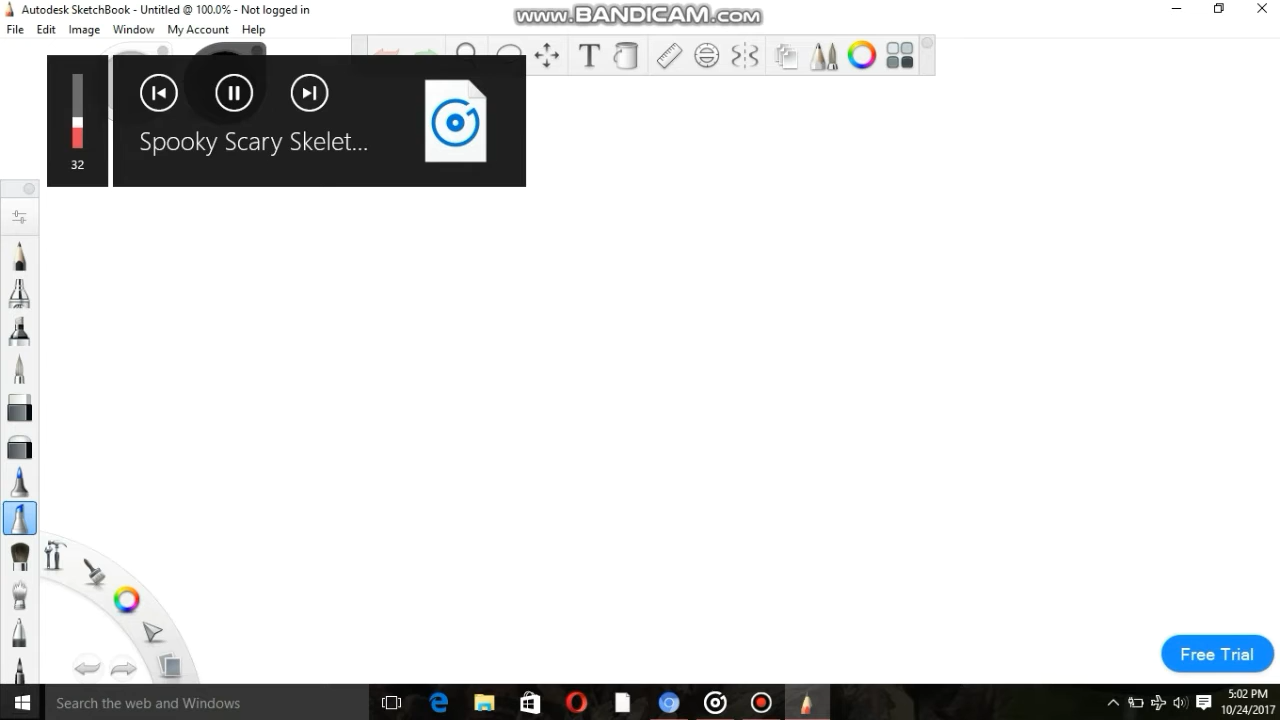 Autodesk SketchBook - Untitled @ 100.0% - Not logged in
www.BANDICAM.com
File Edit Image Window My Account Help
T
Spooky Scary Skelet...
32
Free Trial
Search the web and Windows
5:02 PM
10/24/2017